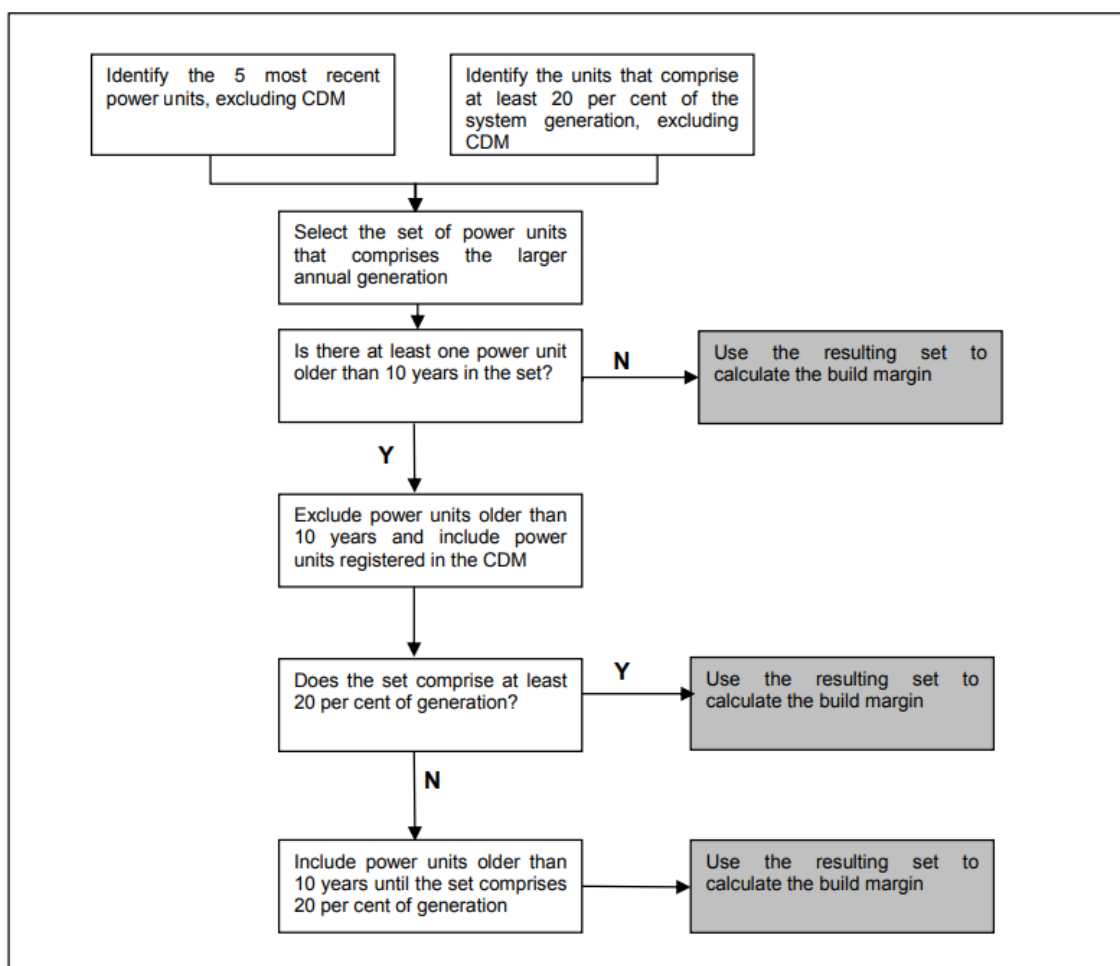 Identify the 5 most recent
power units, excluding CDM
Identify the units that comprise
at least 20 per cent of the
system generation, excluding
CDM
Select the set of power units
that comprises the larger
annual generation
Is there at least one power unit
older than 10 years in the set?
N
Use the resulting set to
calculate the build margin
Y
Exclude power units older than
10 years and include power
units registered in the CDM
Does the set comprise at least
20 per cent of generation?
Y
Use the resulting set to
calculate the build margin
N
Include power units older than
10 years until the set comprises
20 per cent of generation
Use the resulting set to
calculate the build margin